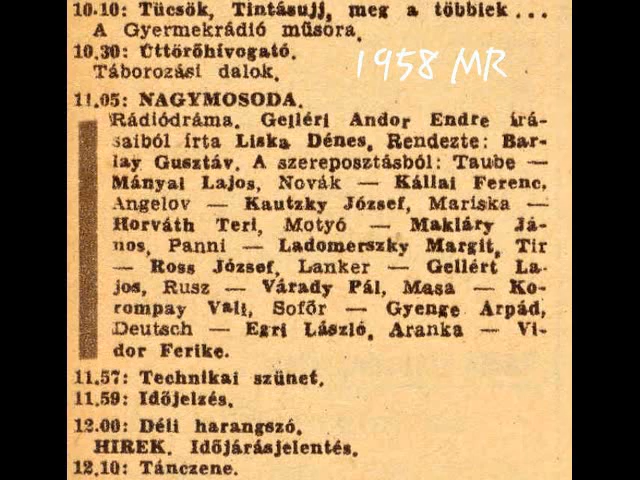 10.10: Tücsök, Tintásujj, meg a többiek...
A Gyermekrádió műsora.
10.30: Úttörőhívogató.
Táborozási dalok.
1958 MR
11.05: NAGYMOSODA.
Rádiódráma. Gelléri Andor Endre írá-
saiból írta Liska Dénes. Rendezte: Bar-
lay Gusztáv. A szereposztásból: Taube —
Mányai Lajos, Novák — Kállai Ferenc,
Angelov — Kautzky József, Mariska —
Horváth Teri, Motyó — Makláry Já-
nos, Panni — Ladomerszky Margit, Tir
— Ross József, Lanker — Gellért La-
jos, Rusz — Várady Pál, Masa — Ko-
rompay Vali, Sofőr — Gyenge Árpád,
Deutsch — Egri László, Aranka — Vi-
dor Ferike.
11.57: Technikai szünet.
11.59: Időjelzés.
12.00: Déli harangszó.
HIREK. Időjárásjelentés.
12.10: Tánczene.